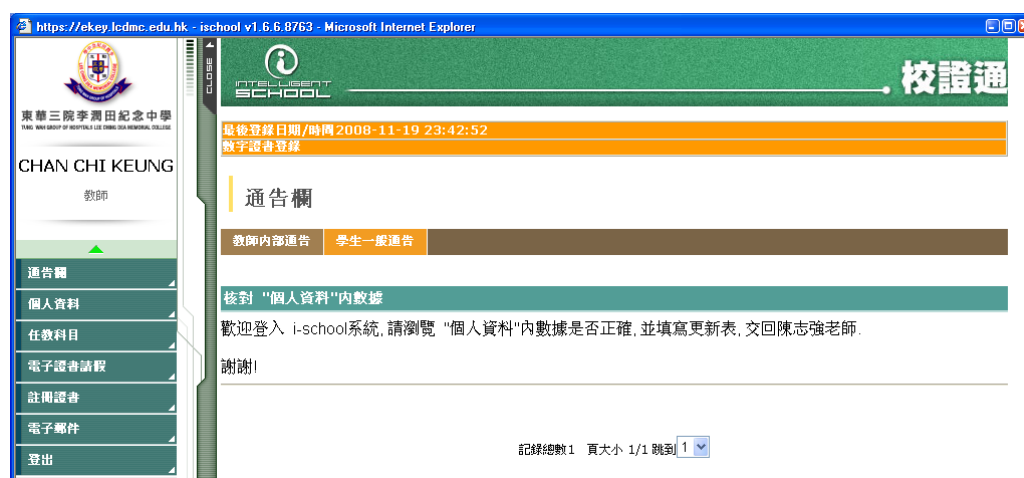 https://ekey.lcdmc.edu.hk - ischool v1.6.6.8763 - Microsoft Internet Explorer
東華三院李潤田紀念中學
CHAN CHI KEUNG
教師
通告欄
個人資料
任教科目
電子證書請假
註冊證書
電子郵件
登出
CLOSE
INTELLIGENT
SCHOOL
校證通
最後登錄日期/時間2008-11-19 23:42:52
數字證書登錄
通告欄
教師內部通告 學生一般通告
核對 "個人資料"內數據
歡迎登入 i-school系統, 請瀏覽 "個人資料"內數據是否正確, 並填寫更新表, 交回陳志強老師.
謝謝!
記錄總數1 頁大小 1/1 跳到 1